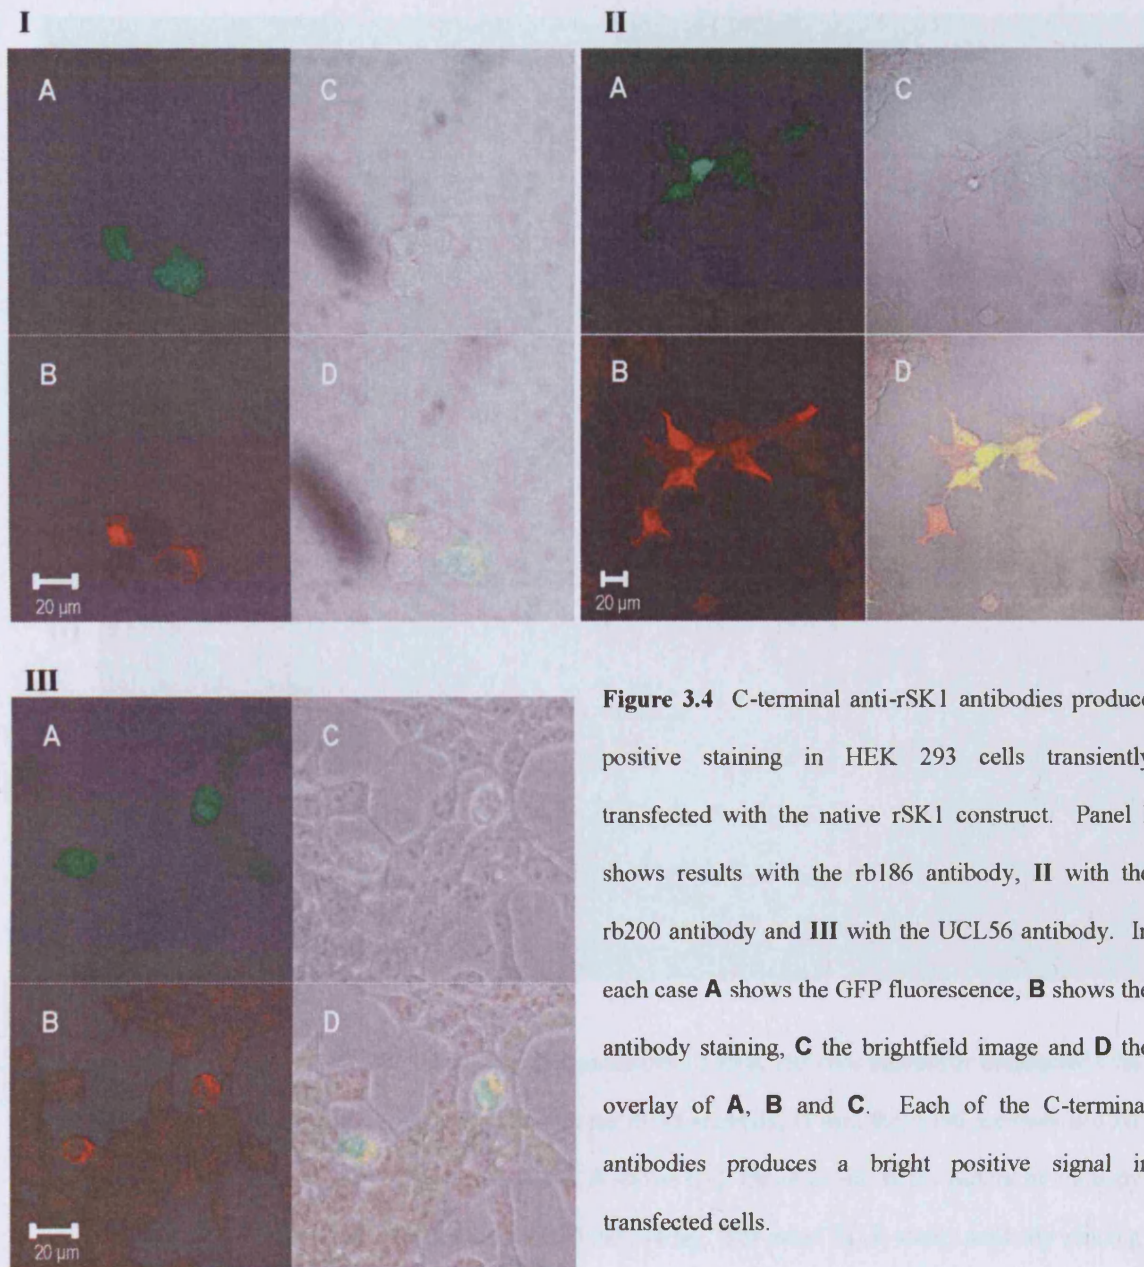 I
II
A
C
A
C
B
D
B
D
20 µm
20 µm
III
A
C
B
D
20 µm
Figure 3.4 C-terminal anti-rSK1 antibodies produce
positive staining in HEK 293 cells transiently
transfected with the native rSK1 construct. Panel
shows results with the rb186 antibody, II with the
rb200 antibody and III with the UCL56 antibody. In
each case A shows the GFP fluorescence, B shows the
antibody staining, C the brightfield image and D the
overlay of A, B and C. Each of the C-termina
antibodies produces a bright positive signal in
transfected cells.